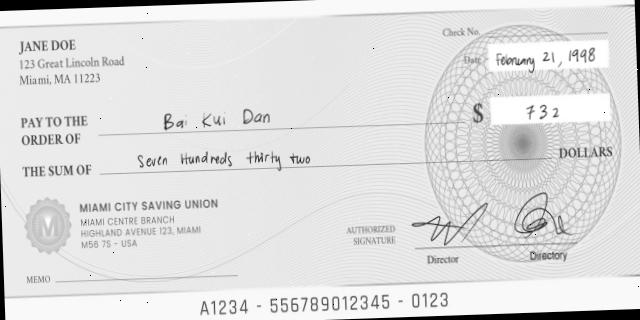 JANE DOE
123 Great Lincoln Road
Miami, MA 11223
Check No.
Date February 21, 1998
PAY TO THE
ORDER OF Bai Kui Dan
$ 732
THE SUM OF Seven Hundreds thirty two DOLLARS
M
MIAMI CITY SAVING UNION
MIAMI CENTRE BRANCH
HIGHLAND AVENUE 123, MIAMI
M56 7S - USA
AUTHORIZED
SIGNATURE
Director
Directory
MEMO
A1234 - 556789012345 - 0123